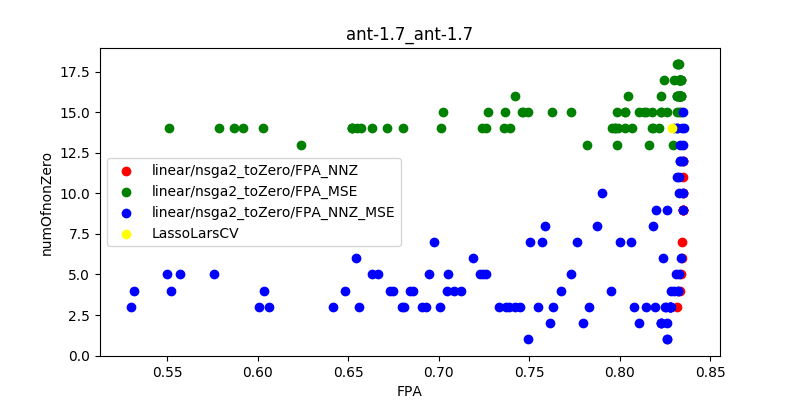 ant-1.7_ant-1.7
numOfnonZero
17.5
15.0
12.5
10.0
7.5
5.0
2.5
0.0
linear/nsga2_toZero/FPA_NNZ
linear/nsga2_toZero/FPA_MSE
linear/nsga2_toZero/FPA_NNZ_MSE
LassoLarsCV
0.55 0.60 0.65 0.70 0.75 0.80 0.85
FPA